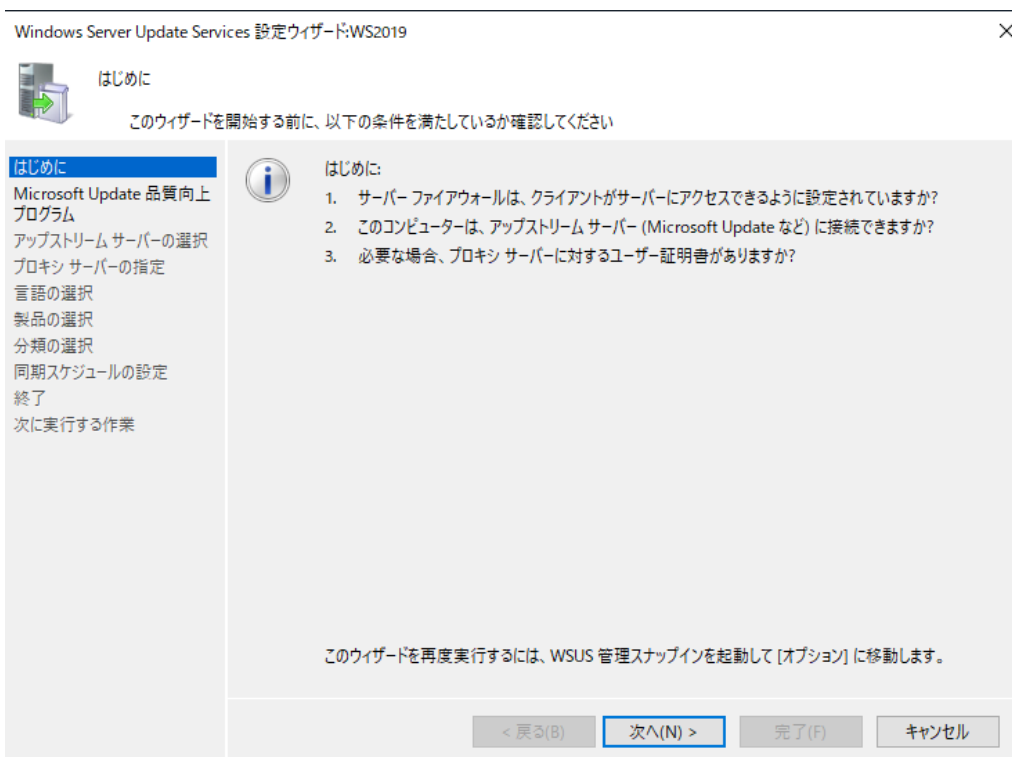 Windows Server Update Services 設定ウィザード:WS2019
はじめに
このウィザードを開始する前に、以下の条件を満たしているか確認してください
はじめに
Microsoft Update 品質向上
プログラム
アップストリーム サーバーの選択
プロキシ サーバーの指定
言語の選択
製品の選択
分類の選択
同期スケジュールの設定
終了
次に実行する作業
はじめに:
1. サーバー ファイアウォールは、クライアントがサーバーにアクセスできるように設定されていますか?
2. このコンピューターは、アップストリーム サーバー (Microsoft Update など) に接続できますか?
3. 必要な場合、プロキシ サーバーに対するユーザー証明書がありますか?
このウィザードを再度実行するには、WSUS 管理スナップインを起動して [オプション] に移動します。
< 戻る(B) 次へ(N) > 完了(F) キャンセル